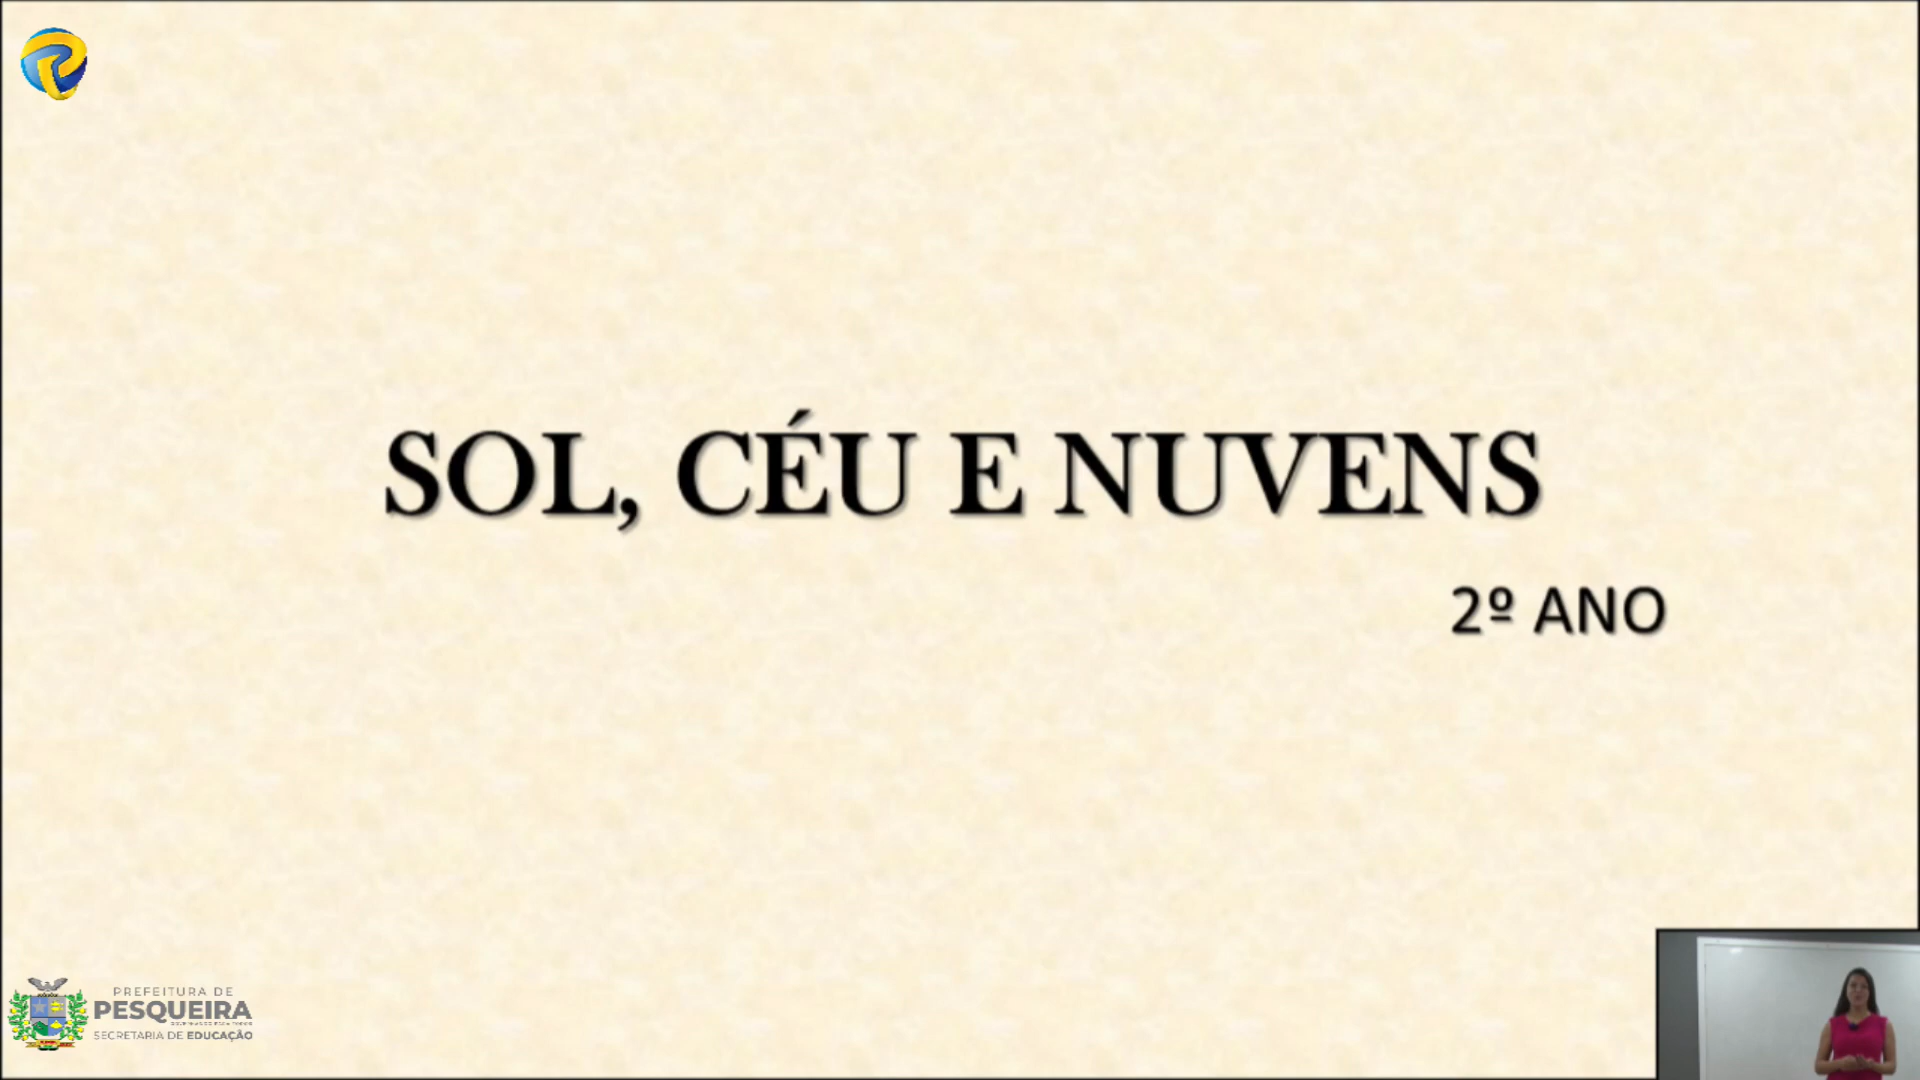 SOL, CÉU E NUVENS
2º ANO
PREFEITURA DE
PESQUEIRA
SECRETARIA DE EDUCAÇÃO